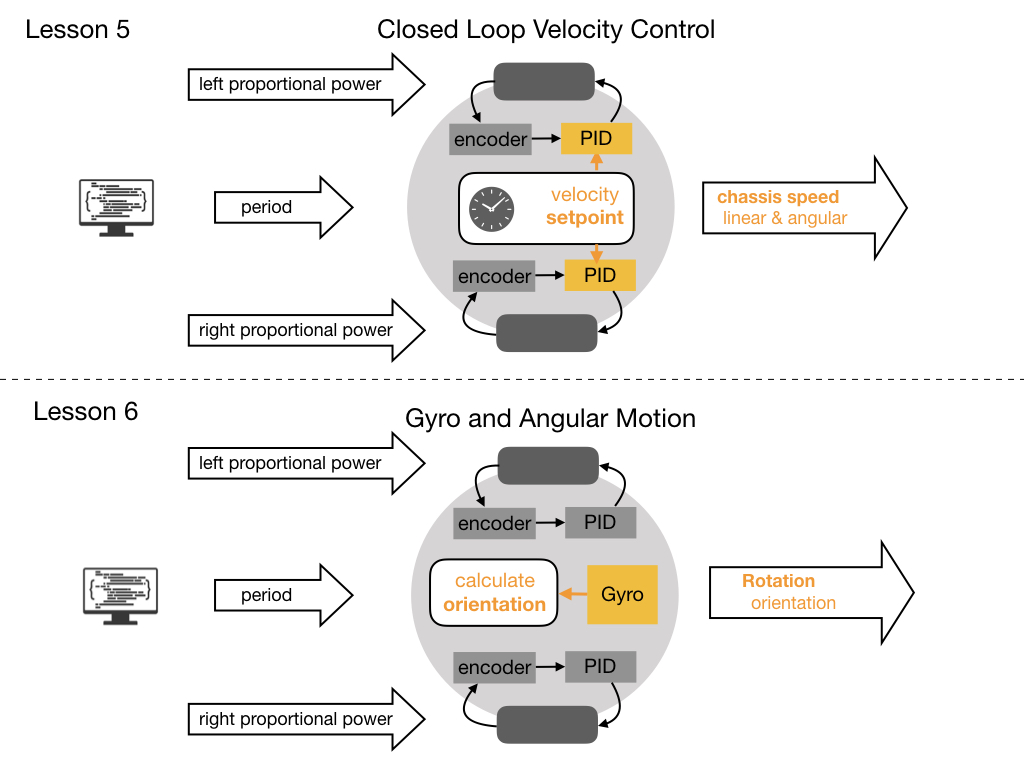 Lesson 5
Closed Loop Velocity Control
left proportional power
encoder
PID
period
velocity
setpoint
chassis speed
linear & angular
encoder
PID
right proportional power
Lesson 6
Gyro and Angular Motion
left proportional power
encoder
PID
period
calculate
orientation
Gyro
Rotation
orientation
encoder
PID
right proportional power